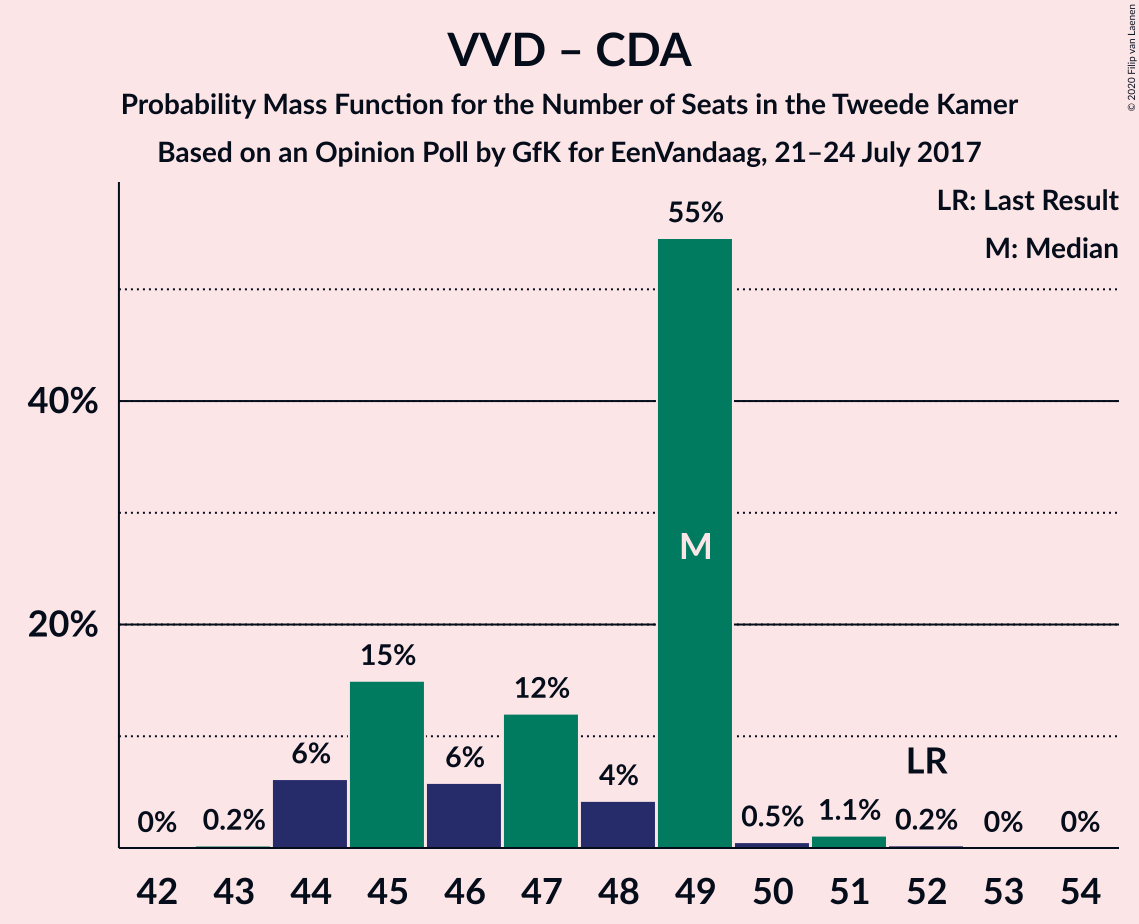 VVD – CDA
Probability Mass Function for the Number of Seats in the Tweede Kamer
Based on an Opinion Poll by GfK for EenVandaag, 21–24 July 2017
© 2020 Filip van Laenen
LR: Last Result
M: Median
55%
40%
M
20%
15%
12%
6%
6%
4%
LR
0%
0.2%
0.5%
1.1%
0.2%
0%
0%
42 43 44 45 46 47 48 49 50 51 52 53 54